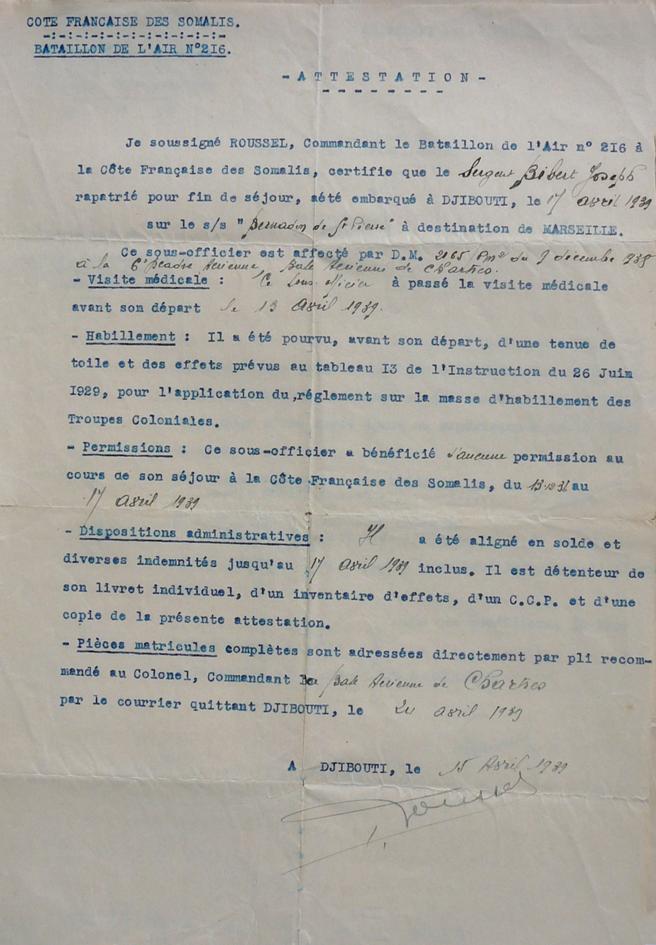 COTE FRANCAISE DES SOMALIS.
-:-:-:-:-:-:-:-:-:-:-
BATAILLON DE L'AIR N°2I6.
- A T T E S T A T I O N -
Je soussigné ROUSSEL, Commandant le Bataillon de l'Air n° 2I6 à
la Côte Française des Somalis, certifie que le Sergent Bibert Joseph
rapatrié pour fin de séjour, aété embarqué à DJIBOUTI, le 17 avril 1939
sur le s/s " Bernardin de St Pierre" à destination de MARSEILLE.
Ce sous-officier est affecté par D.M. 2165 du 9 décembre 938
à la 6e Escadre Aérienne, Base Aérienne de Chartres.
- Visite médicale : Ce Sous-Officier à passé la visite médicale
avant son départ le 13 Avril 1939.
- Habillement : Il a été pourvu, avant son départ, d'une tenue de
toile et des effets prévus au tableau I3 de l'Instruction du 26 Juin
I929, pour l'application du réglement sur la masse d'habillement des
Troupes Coloniales.
- Permissions : Ce sous-officier a bénéficié d'aucune permission au
cours de son séjour à la Côte Française des Somalis, du au
17 avril 1939
- Dispositions administratives : Il a été aligné en solde et
diverses indemnités jusqu'au 17 avril 1939 inclus. Il est détenteur de
son livret individuel, d'un inventaire d'effets, d'un C.C.P. et d'une
copie de la présente attestation.
- Pièces matricules complètes sont adressées directement par pli recom-
mandé au Colonel, Commandant Base Aérienne de Chartres
par le courrier quittant DJIBOUTI, le avril 1939
A DJIBOUTI, le 15 Avril 1939
Roussel